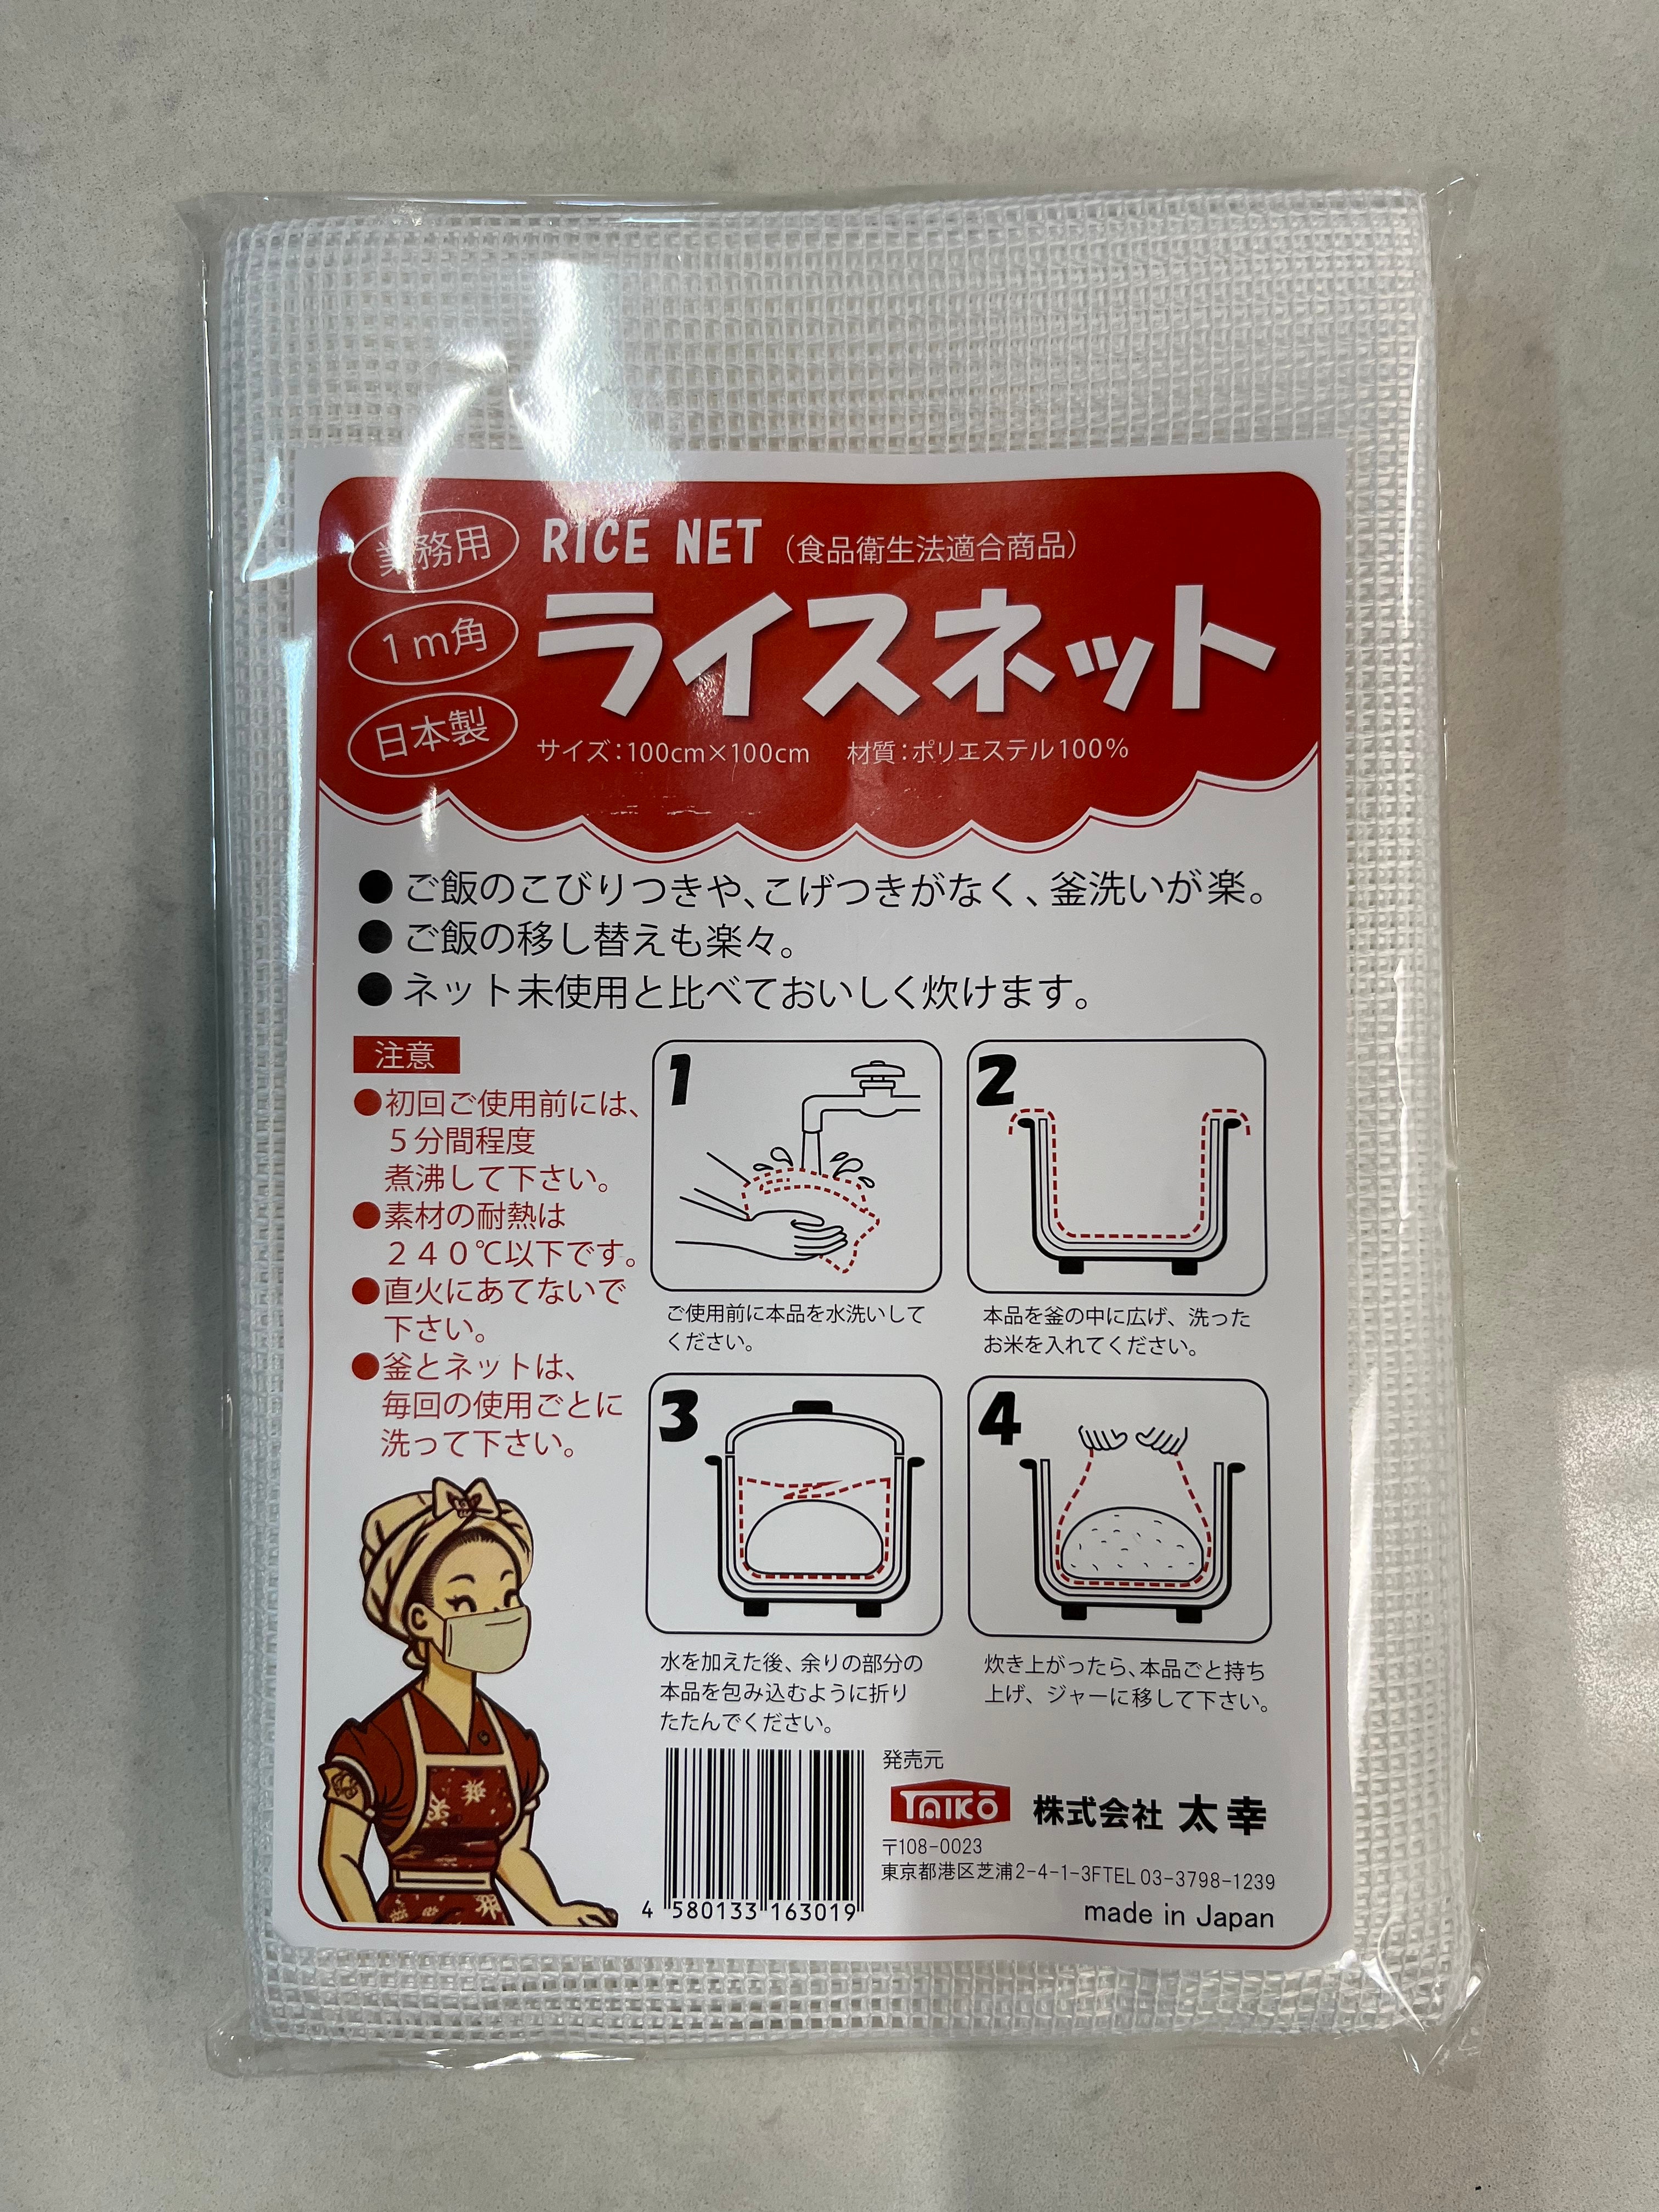 業務用
1m角
日本製
RICE NET（食品衛生法適合商品）
ライスネット
サイズ：100cm×100cm　材質：ポリエステル100%
●ご飯のこびりつきや、こげつきがなく、釜洗いが楽。
●ご飯の移し替えも楽々。
●ネット未使用と比べておいしく炊けます。
注意
●初回ご使用前には、
５分間程度
煮沸して下さい。
●素材の耐熱は
２４０℃以下です。
●直火にあてないで
下さい。
●釜とネットは、
毎回の使用ごとに
洗って下さい。
1
ご使用前に本品を水洗いして
ください。
2
本品を釜の中に広げ、洗った
お米を入れてください。
3
水を加えた後、余りの部分の
本品を包み込むように折り
たたんでください。
4
炊き上がったら、本品ごと持ち
上げ、ジャーに移して下さい。
4 580133 163019
発売元
TAIKO 株式会社 太幸
〒108-0023
東京都港区芝浦2-4-1-3FTEL 03-3798-1239
made in Japan